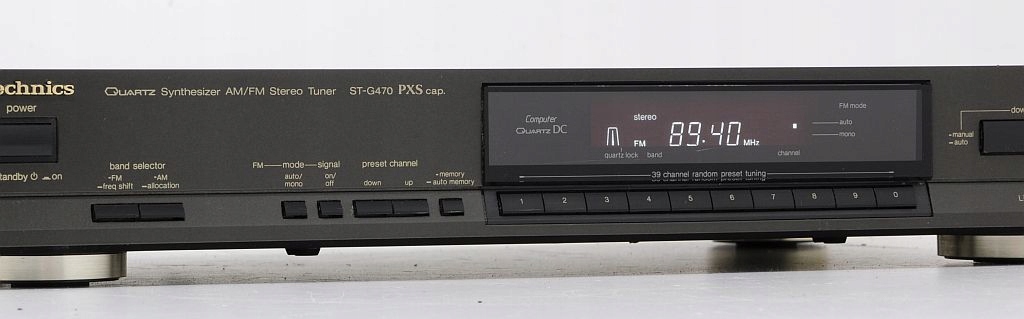 echnics
QUARTZ Synthesizer AM/FM Stereo Tuner ST-G470 PXS cap.
power
standby ⏻ on
band selector
-FM -AM
-freq shift -allocation
FM mode signal
auto/ on/
mono off
preset channel
down up
-memory
-auto memory
Computer
QUARTZ DC
stereo
FM 89.40 MHz
quartz lock band channel
FM mode
auto
mono
39 channel random preset tuning
1 2 3 4 5 6 7 8 9 0
-manual
-auto